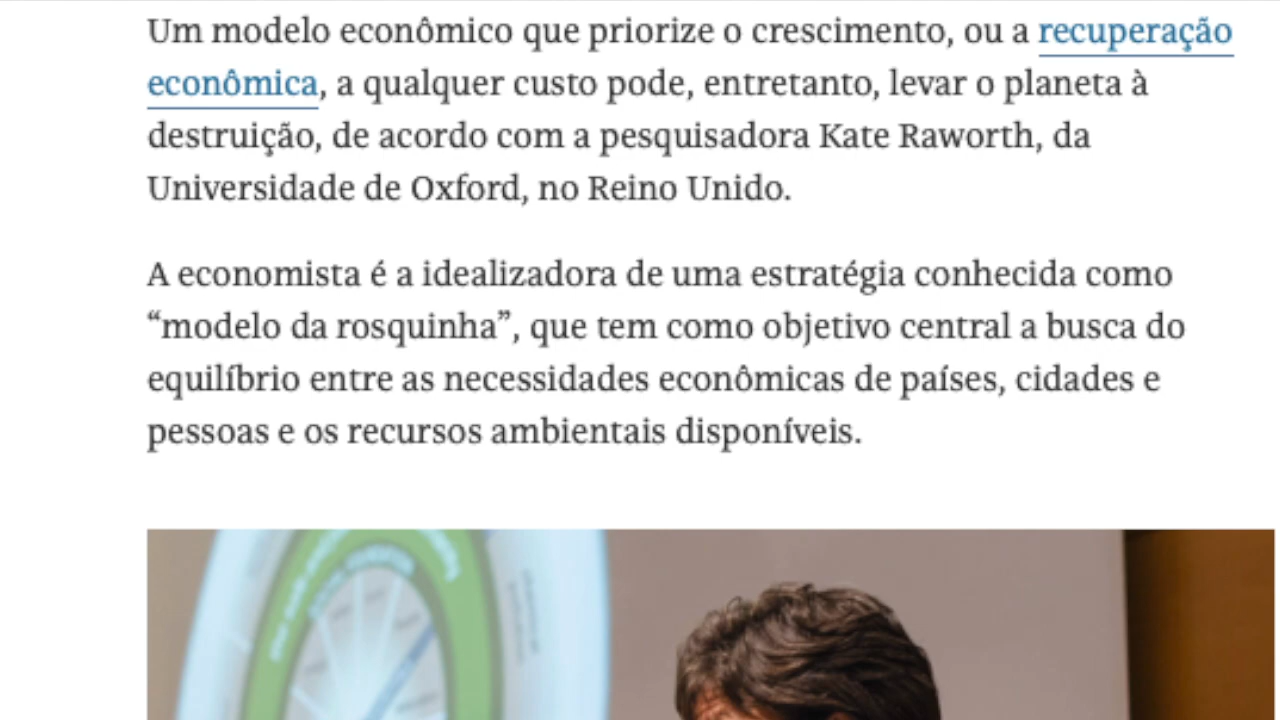 Um modelo econômico que priorize o crescimento, ou a recuperação
econômica, a qualquer custo pode, entretanto, levar o planeta à
destruição, de acordo com a pesquisadora Kate Raworth, da
Universidade de Oxford, no Reino Unido.
A economista é a idealizadora de uma estratégia conhecida como
“modelo da rosquinha”, que tem como objetivo central a busca do
equilíbrio entre as necessidades econômicas de países, cidades e
pessoas e os recursos ambientais disponíveis.